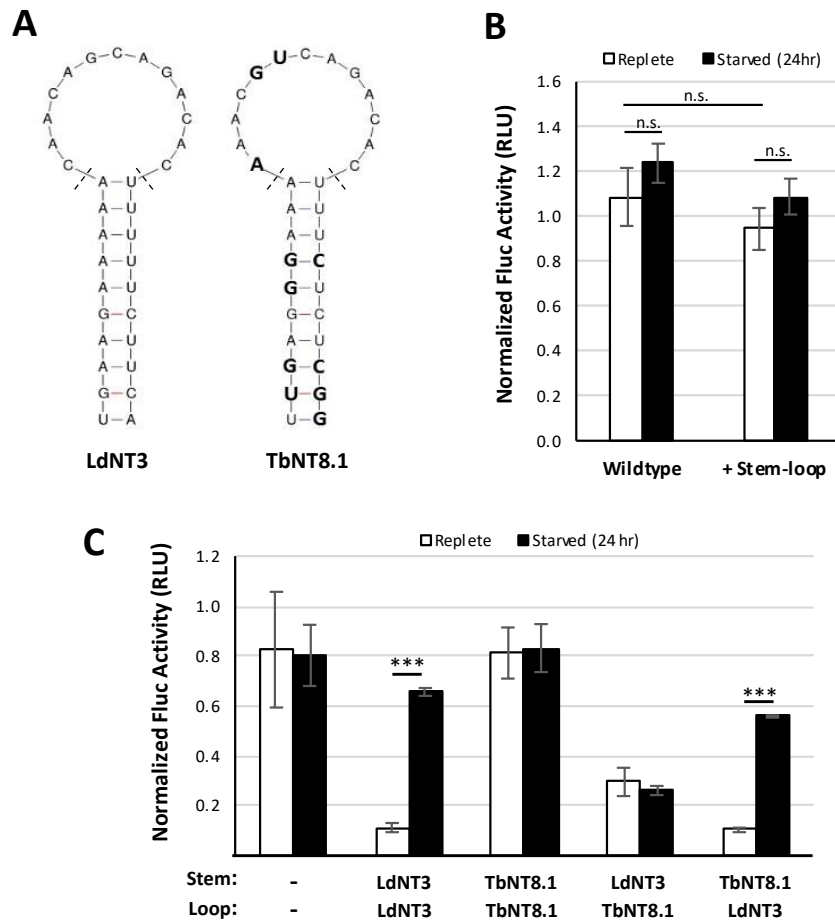 A
C A A C A G C A G A C A C
A U
A U
A U
A U
A U
G C
A U
A U
G C
U A
LdNT3
A A A C G U C A G A C A C
A U
A U
A U
G C
G U
G C
A U
G C
U G
U G
TbNT8.1
B
Replete Starved (24hr)
Normalized Fluc Activity (RLU)
1.6
1.4
1.2
1.0
0.8
0.6
0.4
0.2
0.0
n.s.
n.s.
n.s.
Wildtype + Stem-loop
C
Replete Starved (24 hr)
Normalized Fluc Activity (RLU)
1.2
1.0
0.8
0.6
0.4
0.2
***
***
Stem: - LdNT3 TbNT8.1 LdNT3 TbNT8.1
Loop: - LdNT3 TbNT8.1 TbNT8.1 LdNT3